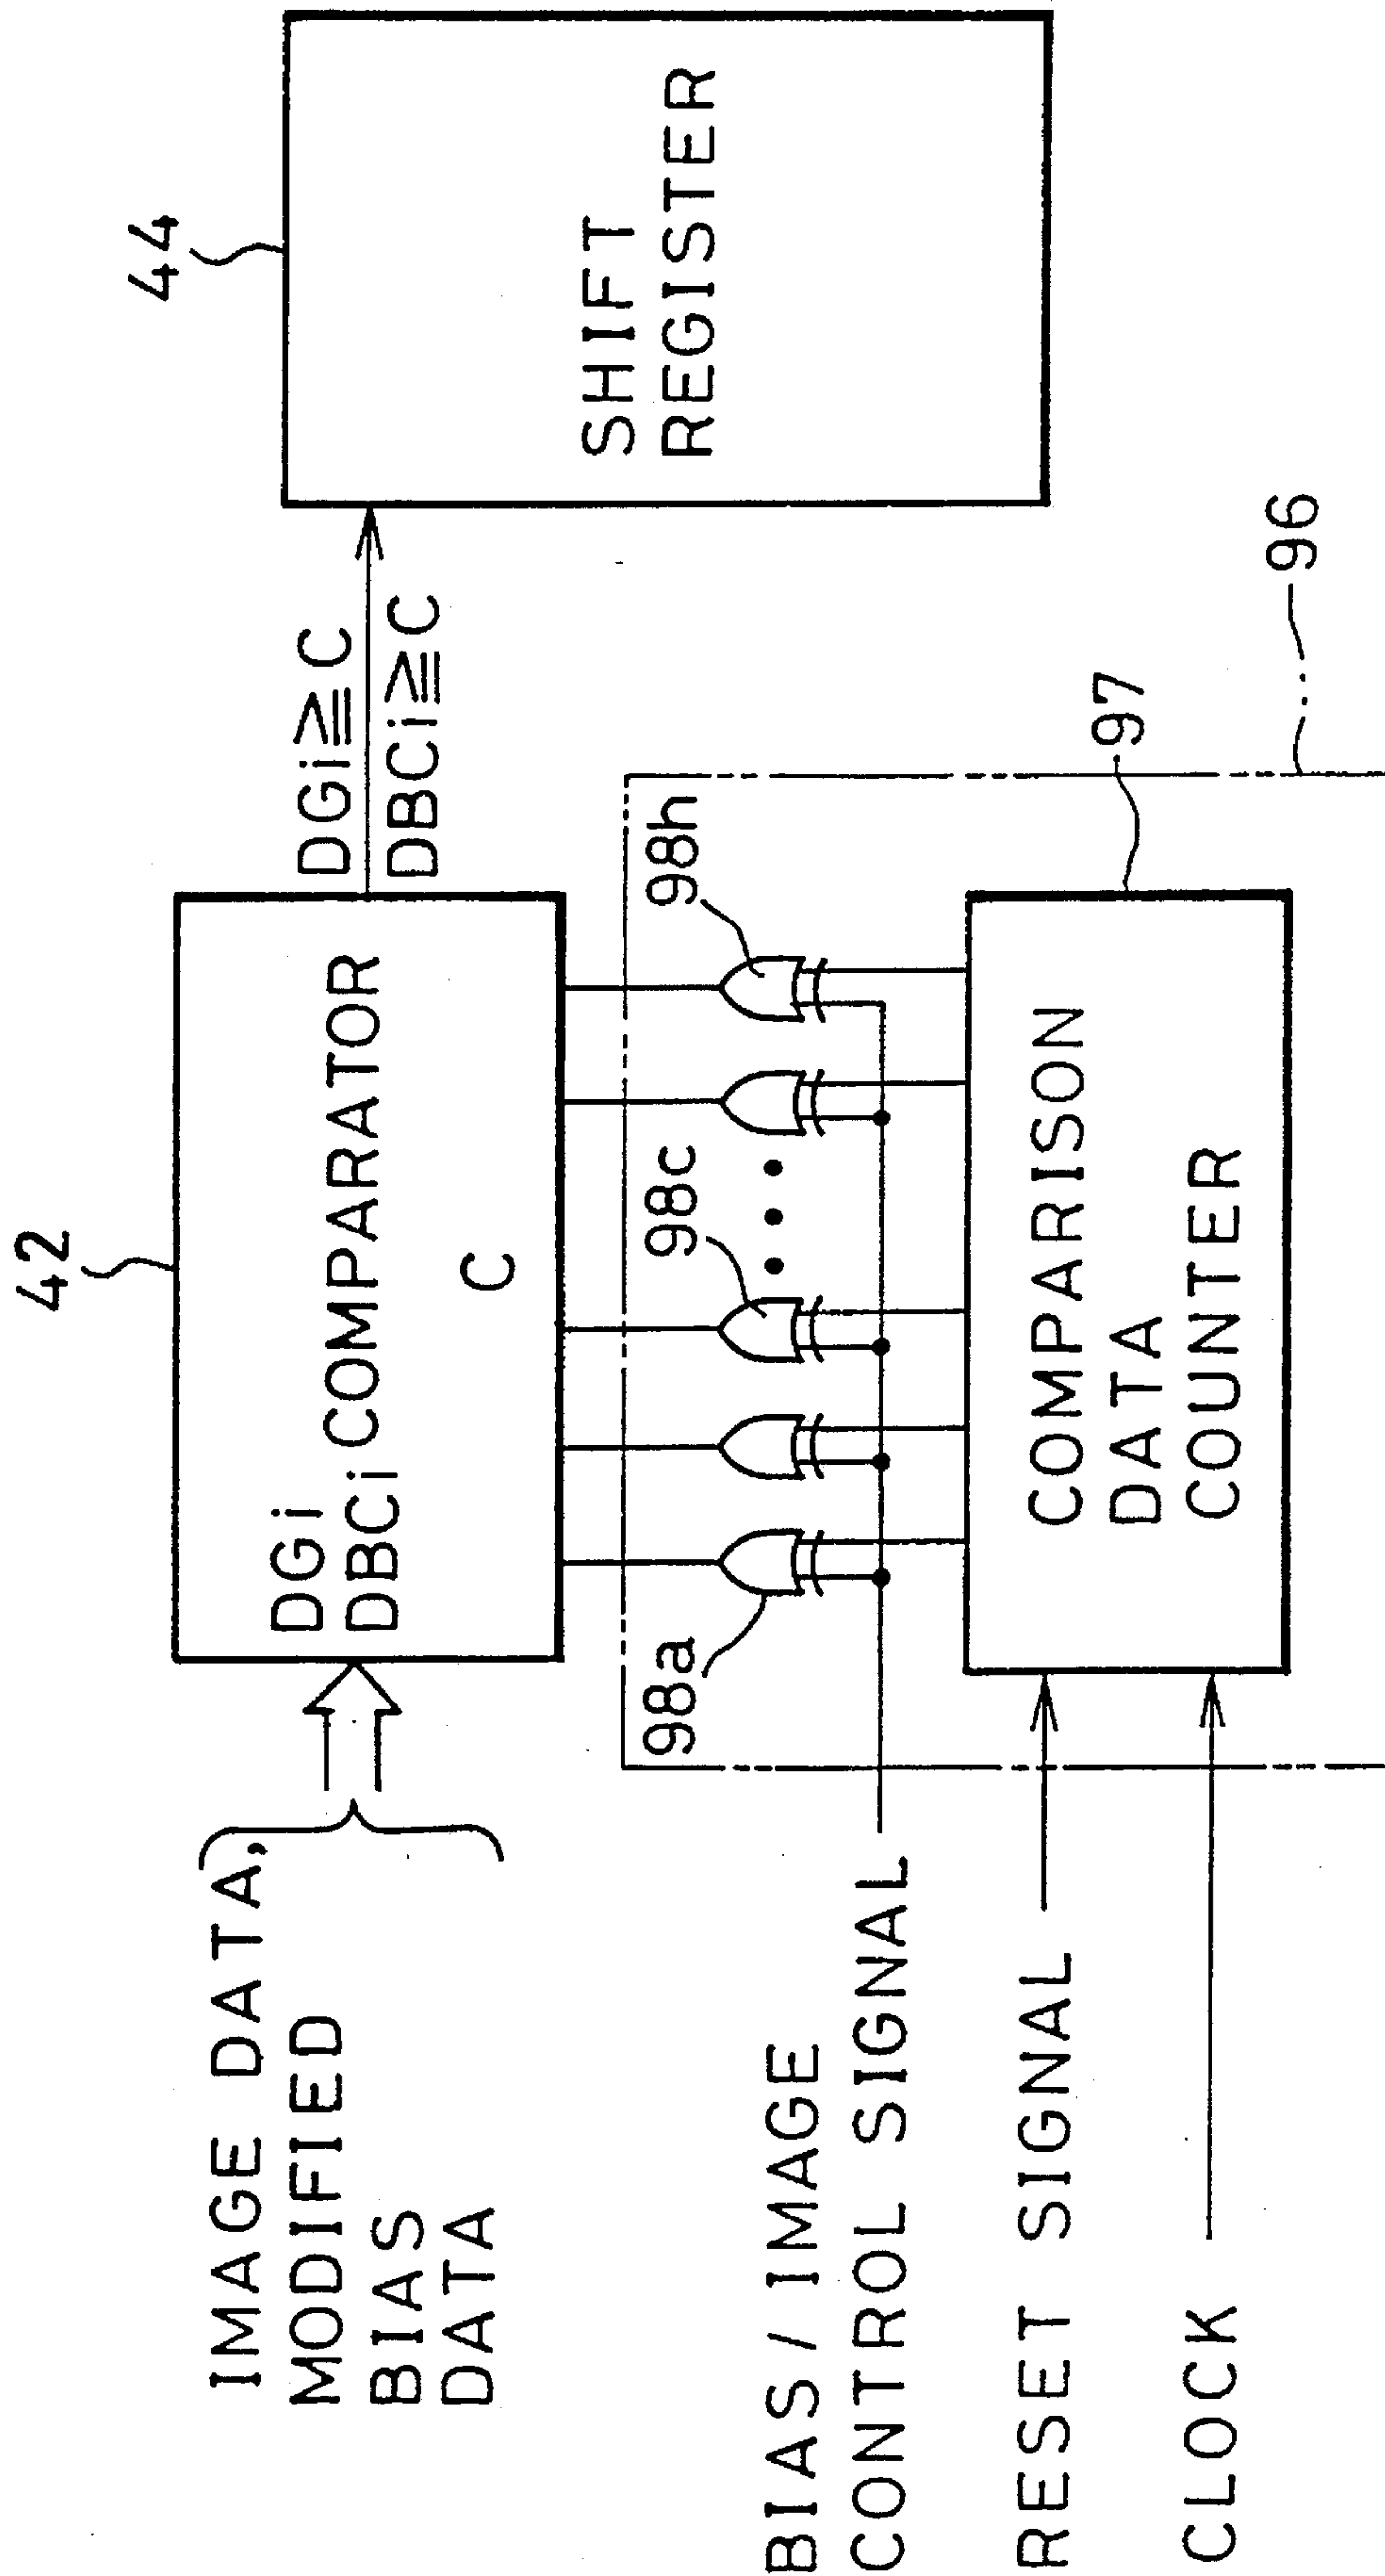 42
44
IMAGE DATA,
MODIFIED
BIAS
DATA
DGi
DBCi COMPARATOR
C
DGi≧C
DBCi≧C
SHIFT
REGISTER
98a
98c
98h
BIAS/IMAGE
CONTROL SIGNAL
RESET SIGNAL
CLOCK
COMPARISON
DATA
COUNTER
97
96